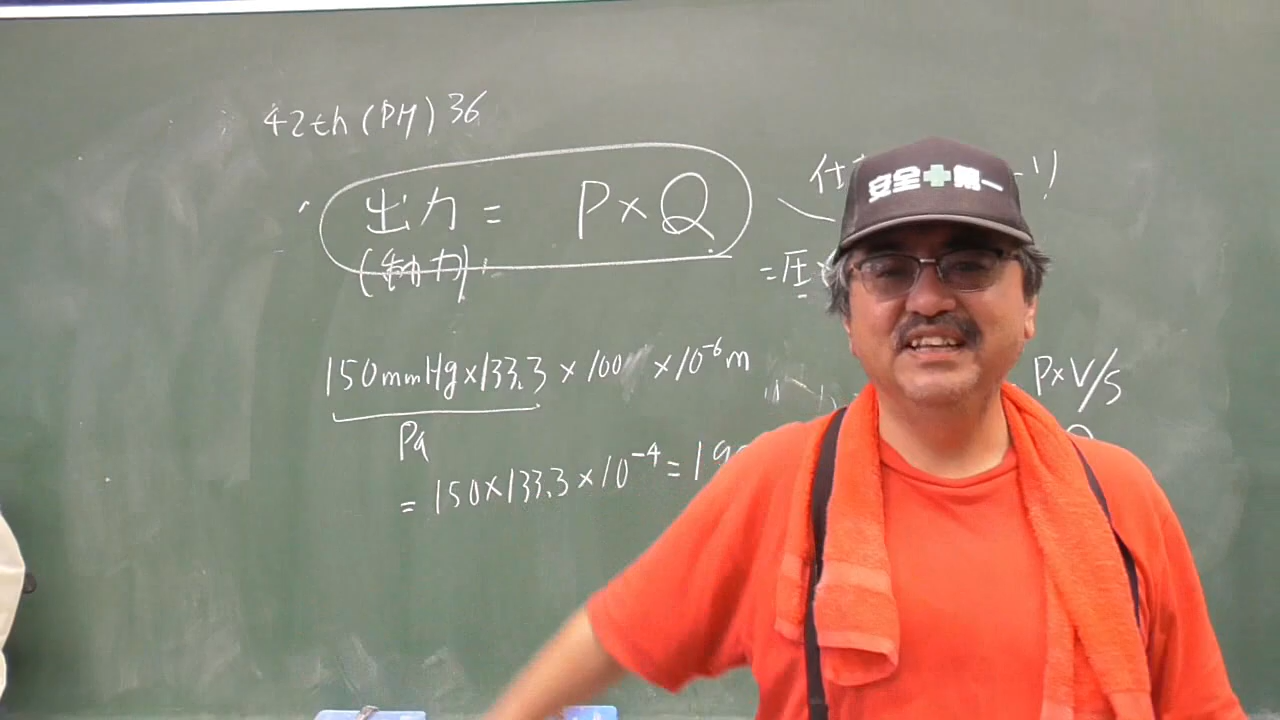 42th(PM)36
出力 = P×Q
(動力)
仕
=圧
150mmHg×133.3×100 ×10⁻⁶m
P×V/S
Pa
= 150×133.3×10⁻⁴=19
安全✚第一